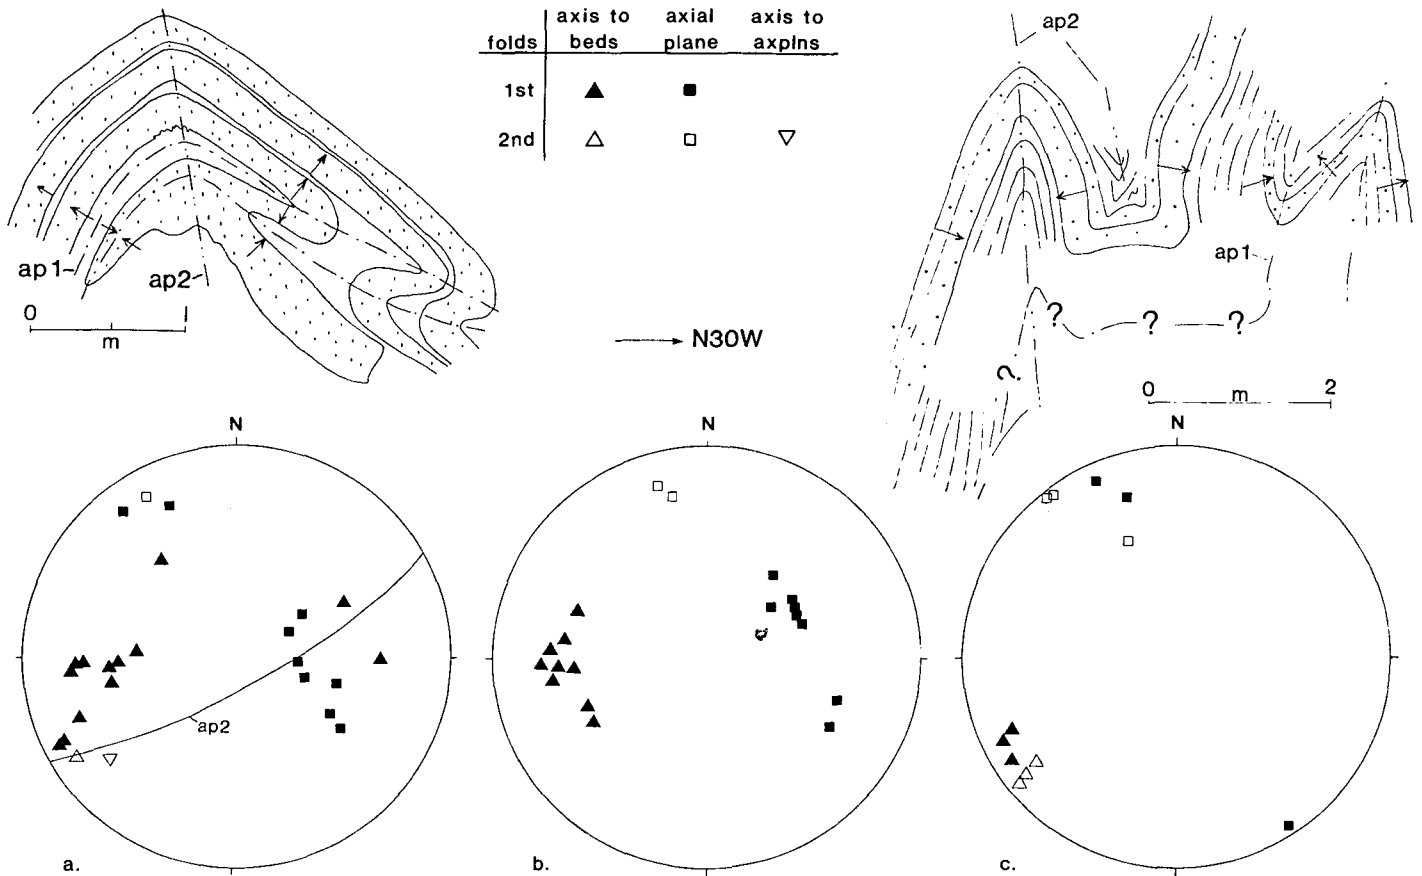 axis to axial axis to
folds beds plane axplns
1st
2nd
ap2
ap1
ap2
0 1
m
N30W
ap1
?
?
?
?
0 2
m
N
N
N
ap2
a.
b.
c.